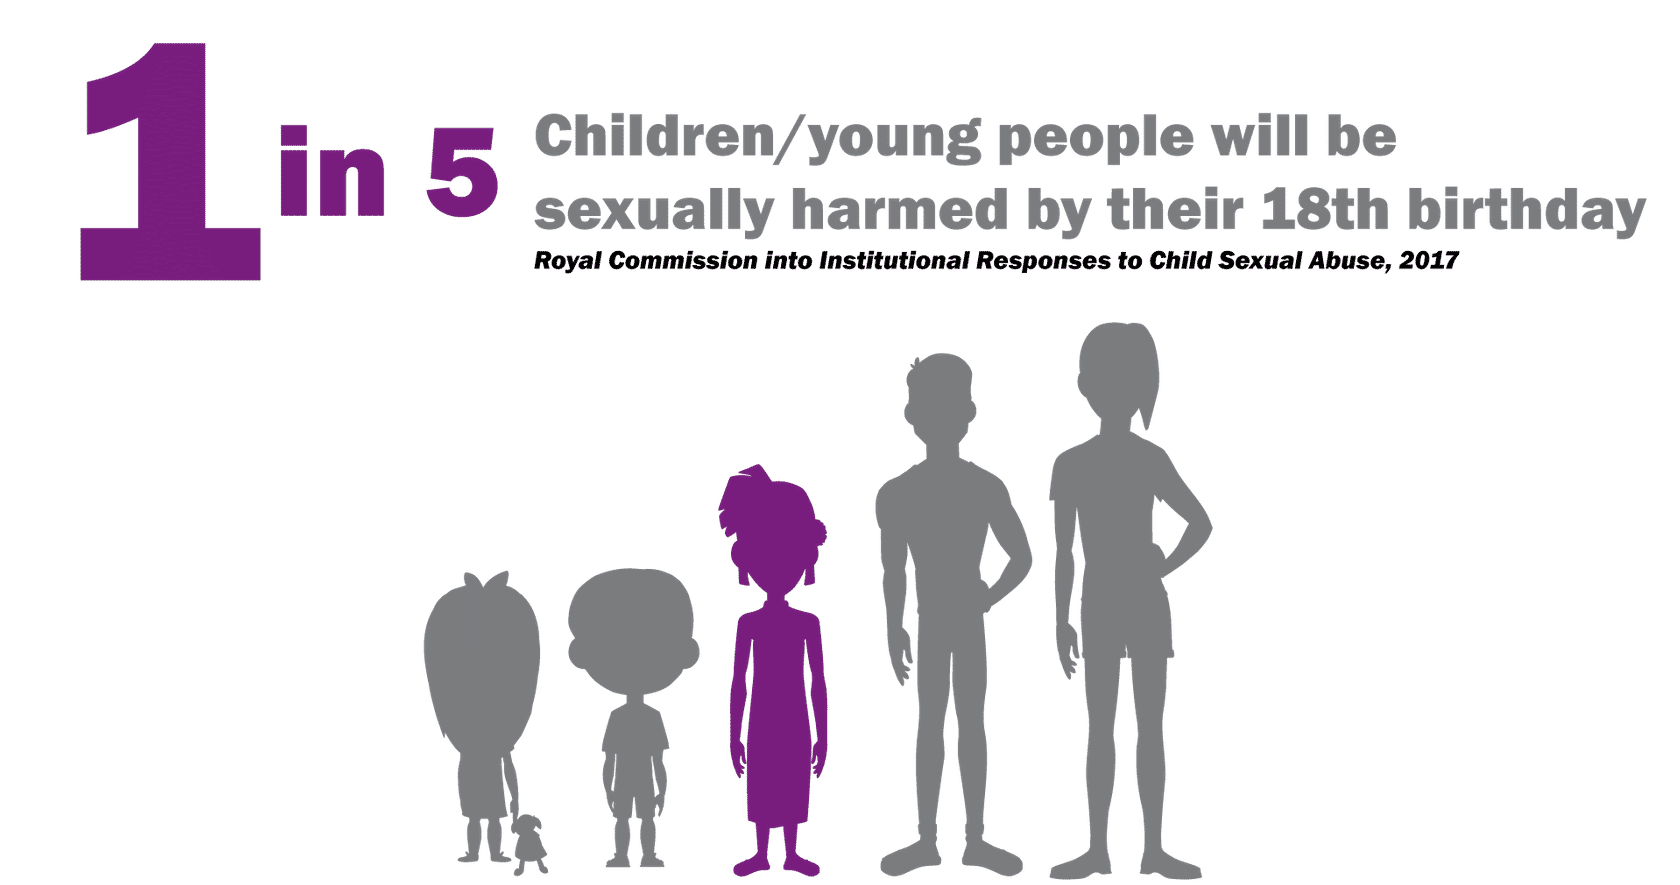 1 in 5
Children/young people will be
sexually harmed by their 18th birthday
Royal Commission into Institutional Responses to Child Sexual Abuse, 2017